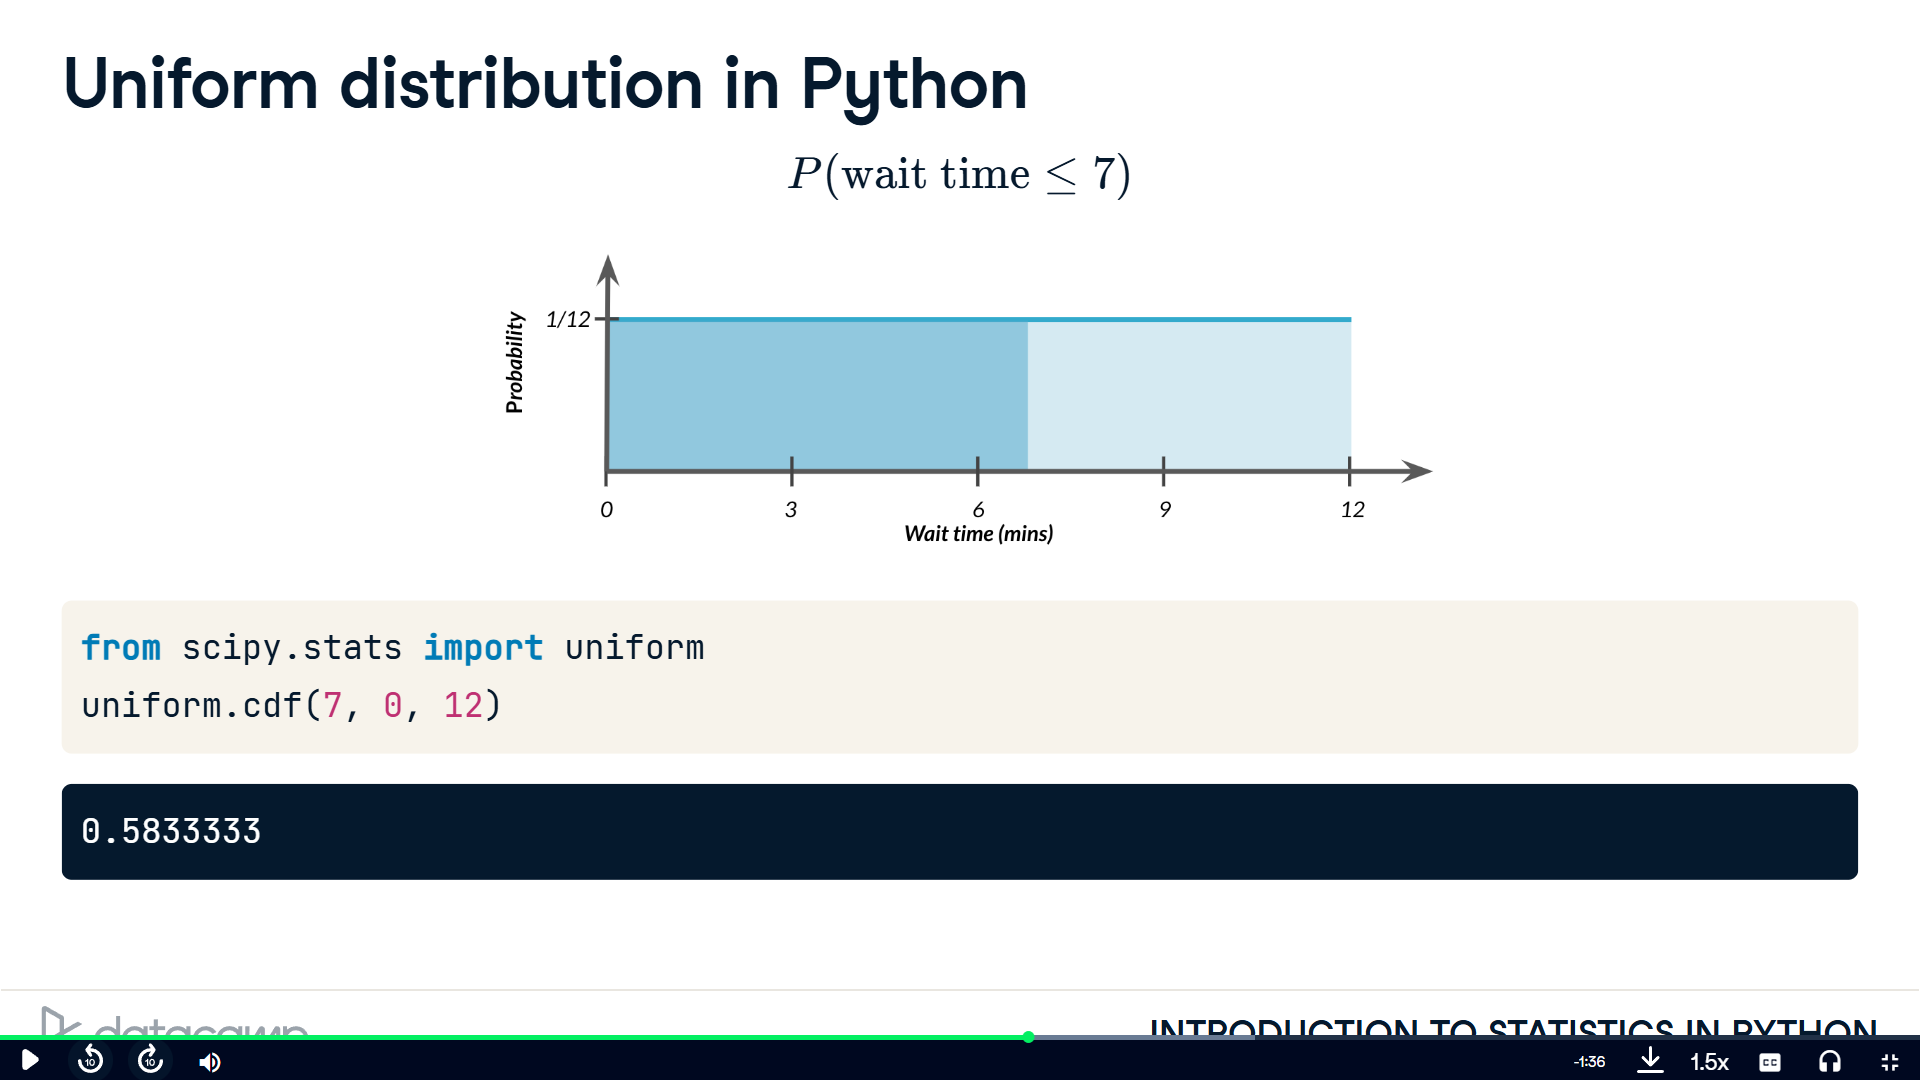 Uniform distribution in Python
P(wait time ≤ 7)
Probability
1/12
0 3 6 9 12
Wait time (mins)
from scipy.stats import uniform
uniform.cdf(7, 0, 12)
0.5833333
datacamp
INTRODUCTION TO STATISTICS IN PYTHON
10 10 -1:36 1.5x CC